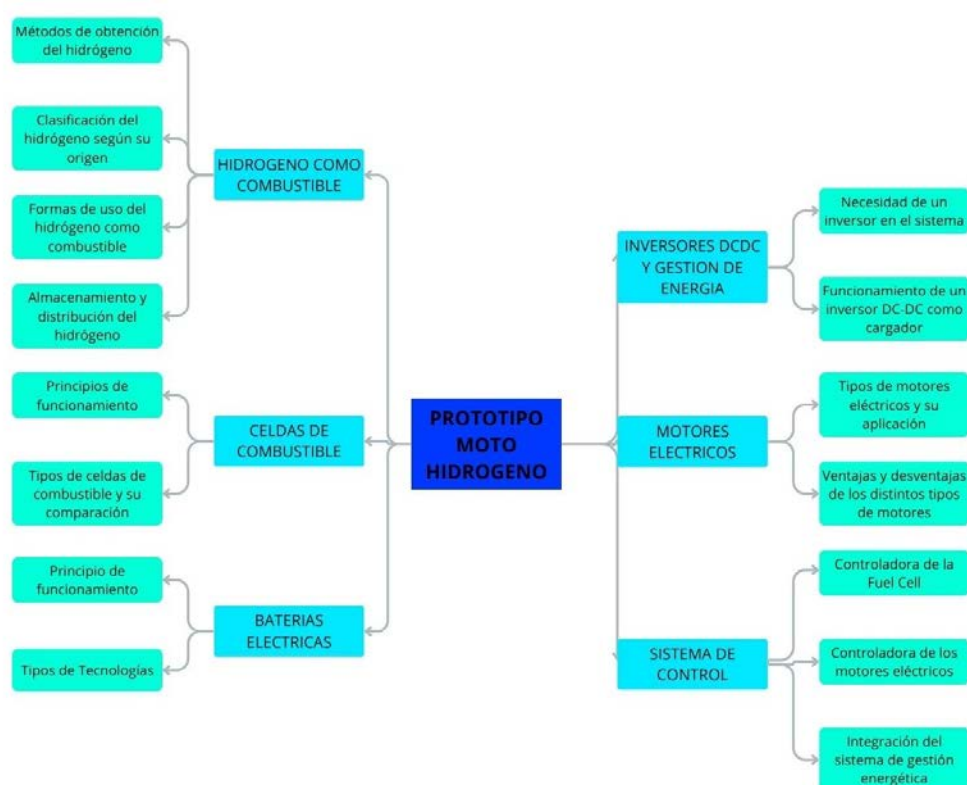 Métodos de obtención
del hidrógeno
Clasificación del
hidrógeno según su
origen
Formas de uso del
hidrógeno como
combustible
Almacenamiento y
distribución del
hidrógeno
HIDROGENO COMO
COMBUSTIBLE
Principios de
funcionamiento
Tipos de celdas de
combustible y su
comparación
CELDAS DE
COMBUSTIBLE
Principio de
funcionamiento
Tipos de Tecnologías
BATERIAS
ELECTRICAS
PROTOTIPO
MOTO
HIDROGENO
INVERSORES DCDC
Y GESTION DE
ENERGIA
Necesidad de un
inversor en el sistema
Funcionamiento de un
inversor DC-DC como
cargador
MOTORES
ELECTRICOS
Tipos de motores
eléctricos y su
aplicación
Ventajas y desventajas
de los distintos tipos
de motores
SISTEMA DE
CONTROL
Controladora de la
Fuel Cell
Controladora de los
motores eléctricos
Integración del
sistema de gestión
energética